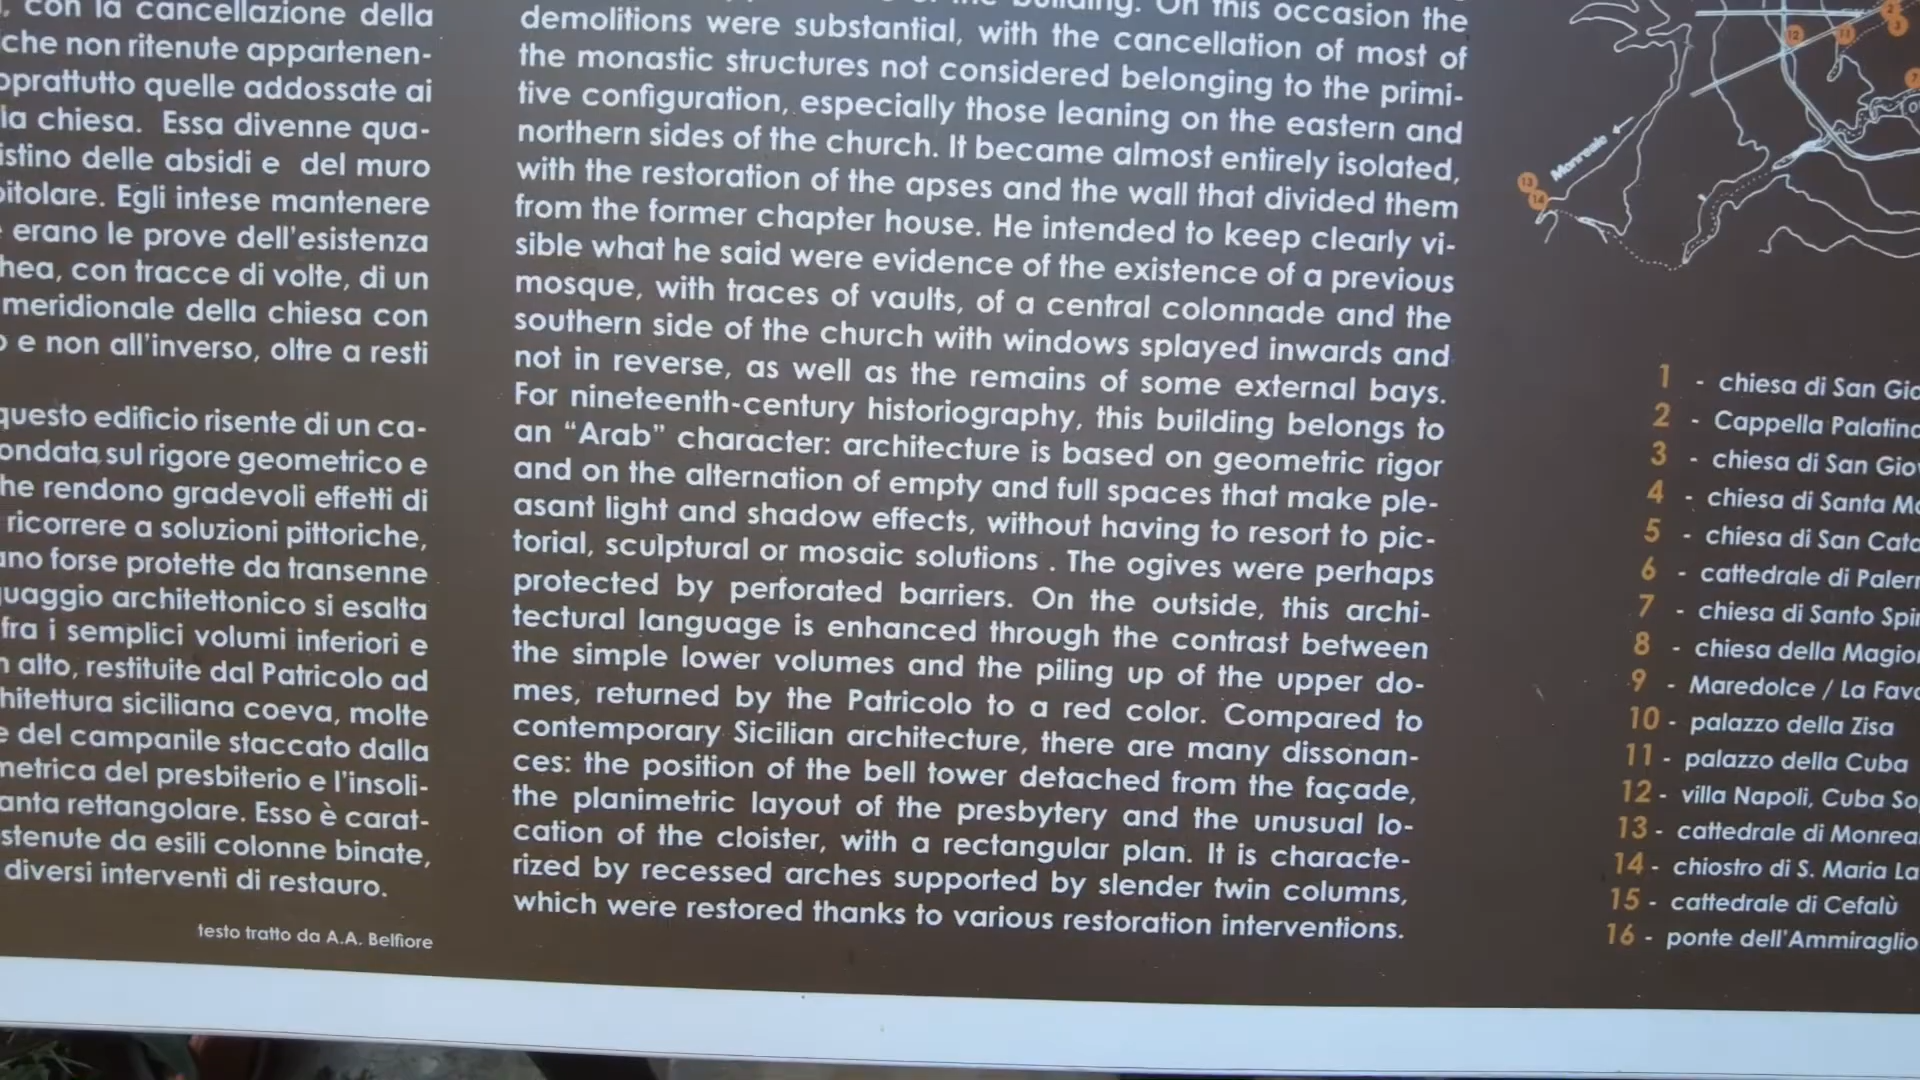 con la cancellazione della
che non ritenute appartenen-
oprattutto quelle addossate ai
la chiesa. Essa divenne qua-
istino delle absidi e del muro
pitolare. Egli intese mantenere
erano le prove dell'esistenza
hea, con tracce di volte, di un
meridionale della chiesa con
o e non all'inverso, oltre a resti
questo edificio risente di un ca-
ondata sul rigore geometrico e
he rendono gradevoli effetti di
ricorrere a soluzioni pittoriche,
ano forse protette da transenne
uaggio architettonico si esalta
fra i semplici volumi inferiori e
n alto, restituite dal Patricolo ad
hitettura siciliana coeva, molte
e del campanile staccato dalla
metrica del presbiterio e l'insoli-
anta rettangolare. Esso è carat-
stenute da esili colonne binate,
diversi interventi di restauro.
testo tratto da A.A. Belfiore
the building. On this occasion the
demolitions were substantial, with the cancellation of most of
the monastic structures not considered belonging to the primi-
tive configuration, especially those leaning on the eastern and
northern sides of the church. It became almost entirely isolated,
with the restoration of the apses and the wall that divided them
from the former chapter house. He intended to keep clearly vi-
sible what he said were evidence of the existence of a previous
mosque, with traces of vaults, of a central colonnade and the
southern side of the church with windows splayed inwards and
not in reverse, as well as the remains of some external bays.
For nineteenth-century historiography, this building belongs to
an “Arab” character: architecture is based on geometric rigor
and on the alternation of empty and full spaces that make ple-
asant light and shadow effects, without having to resort to pic-
torial, sculptural or mosaic solutions . The ogives were perhaps
protected by perforated barriers. On the outside, this archi-
tectural language is enhanced through the contrast between
the simple lower volumes and the piling up of the upper do-
mes, returned by the Patricolo to a red color. Compared to
contemporary Sicilian architecture, there are many dissonan-
ces: the position of the bell tower detached from the façade,
the planimetric layout of the presbytery and the unusual lo-
cation of the cloister, with a rectangular plan. It is characte-
rized by recessed arches supported by slender twin columns,
which were restored thanks to various restoration interventions.
12
11
7
Monreale
13
14
1 - chiesa di San Gio
2 - Cappella Palatina
3 - chiesa di San Giov
4 - chiesa di Santa Ma
5 - chiesa di San Cata
6 - cattedrale di Palerm
7 - chiesa di Santo Spir
8 - chiesa della Magion
9 - Maredolce / La Favo
10 - palazzo della Zisa
11 - palazzo della Cuba
12 - villa Napoli, Cuba So
13 - cattedrale di Monrea
14 - chiostro di S. Maria La
15 - cattedrale di Cefalù
16 - ponte dell'Ammiraglio